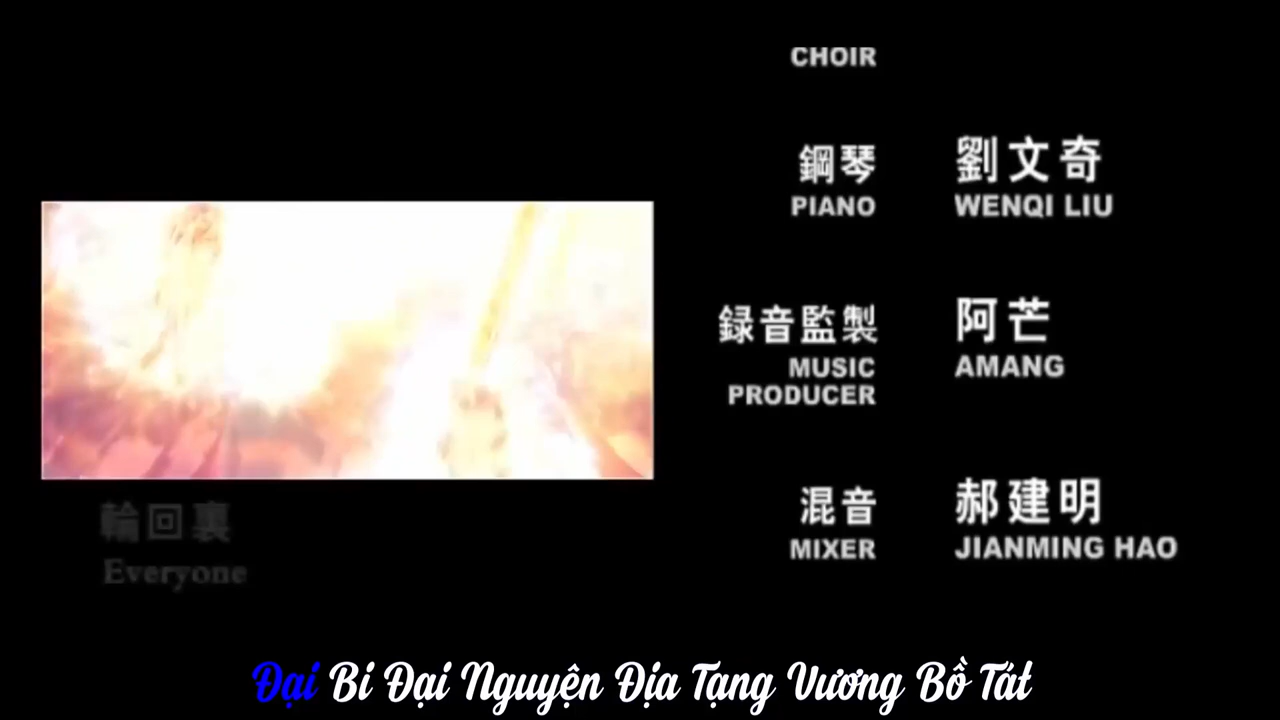 CHOIR
鋼琴 劉文奇
PIANO WENQI LIU
録音監製 阿芒
MUSIC AMANG
PRODUCER
混音 郝建明
MIXER JIANMING HAO
輪回裏
Everyone
Đại Bi Đại Nguyện Địa Tạng Vương Bồ Tát